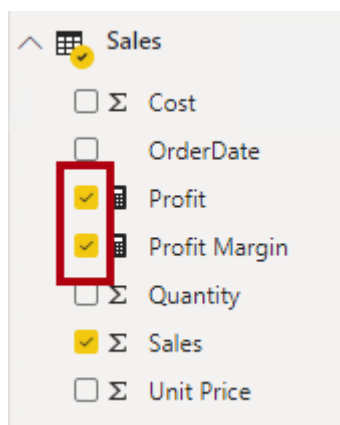 Sales
Σ Cost
OrderDate
Profit
Profit Margin
Σ Quantity
Σ Sales
Σ Unit Price